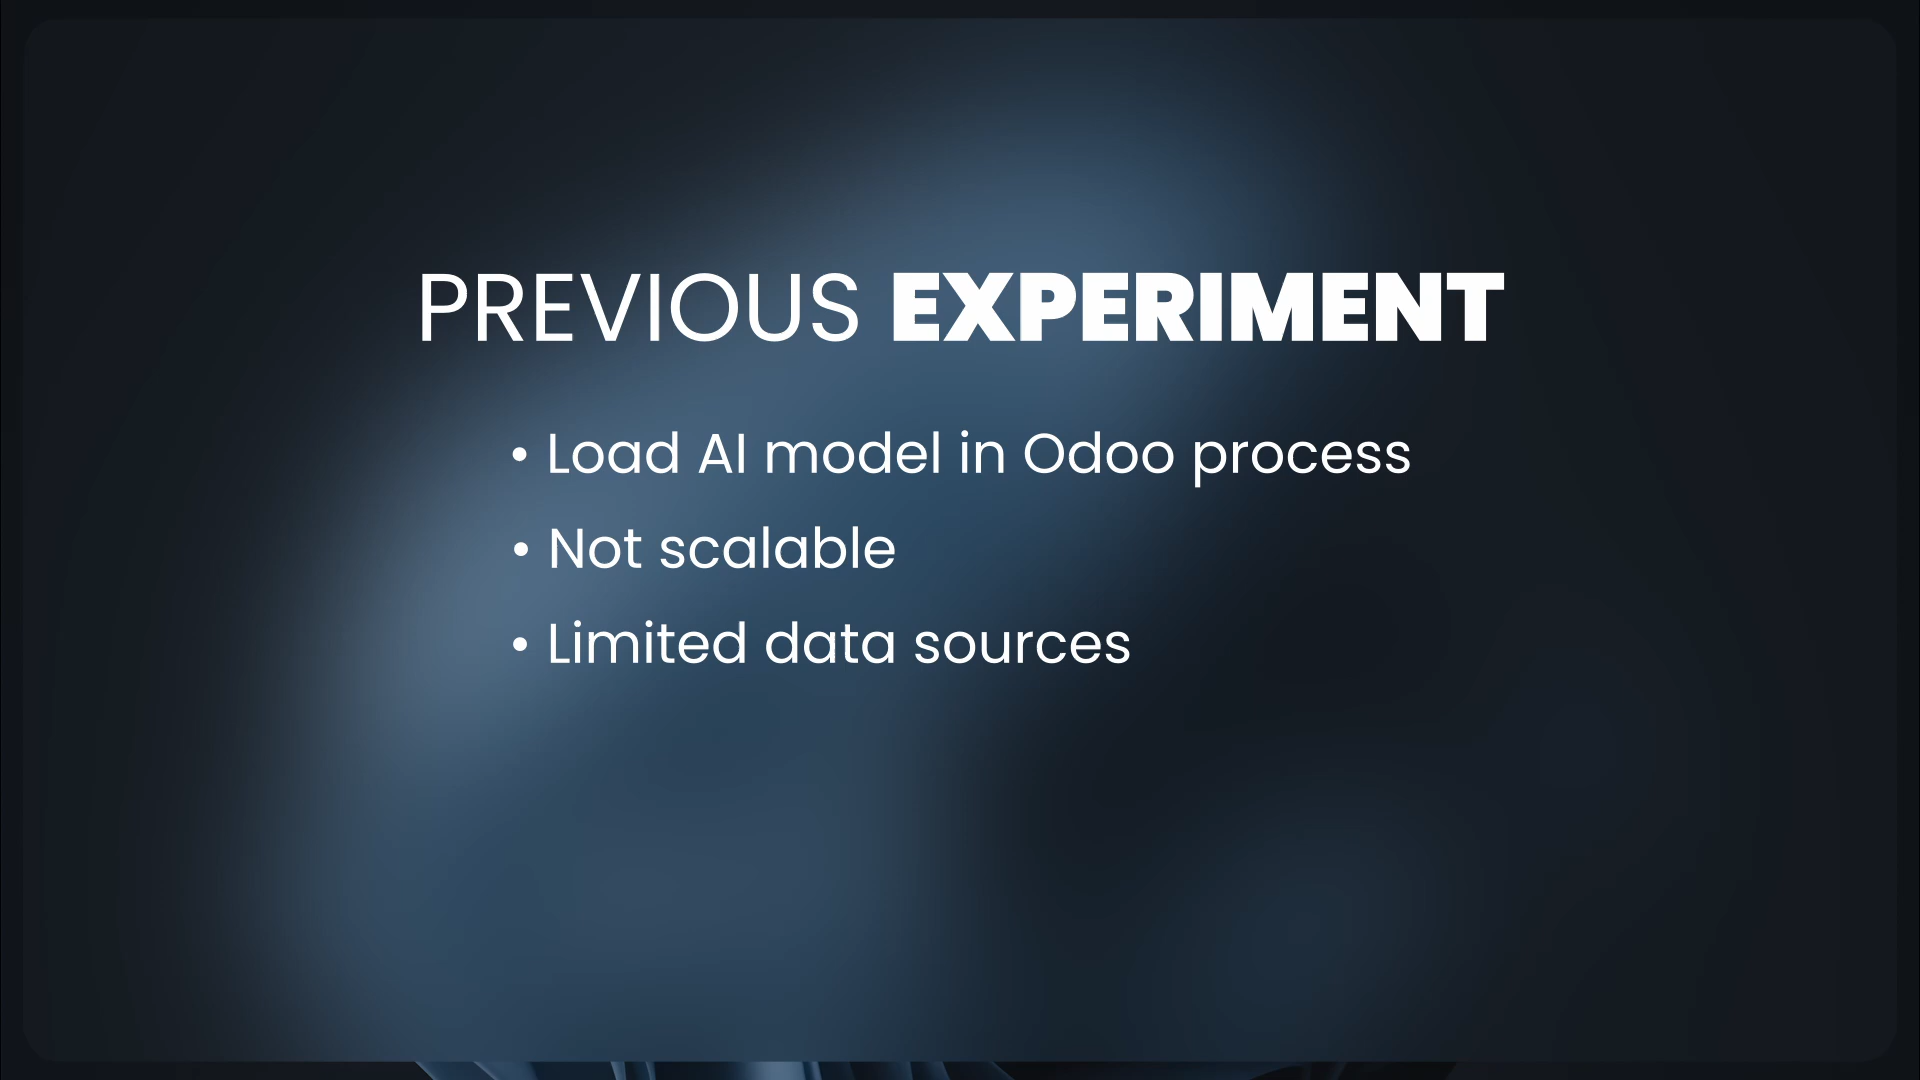 PREVIOUS EXPERIMENT
• Load AI model in Odoo process
• Not scalable
• Limited data sources